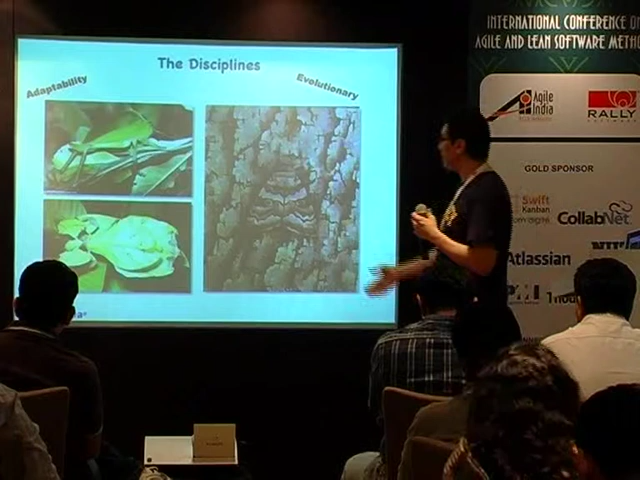 The Disciplines
Adaptability
Evolutionary
INTERNATIONAL CONFERENCE O
AGILE AND LEAN SOFTWARE METHO
Agile
India
RALLY
GOLD SPONSOR
Swift
Kanban
CollabNet
Atlassian